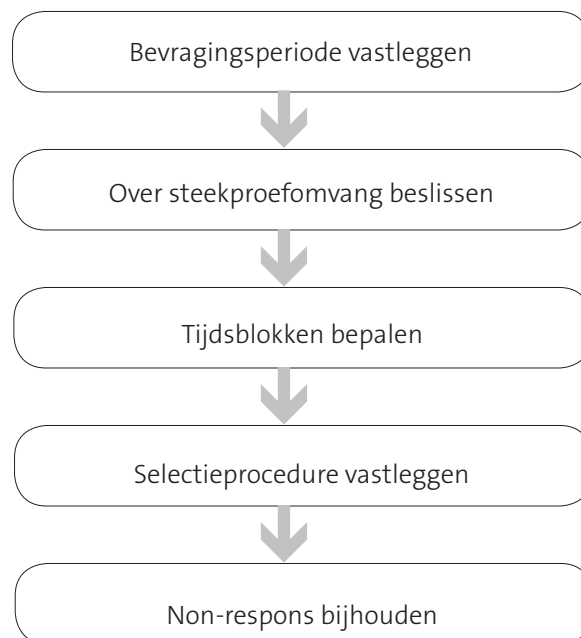 Bevragingsperiode vastleggen
Over steekproefomvang beslissen
Tijdsblokken bepalen
Selectieprocedure vastleggen
Non-respons bijhouden